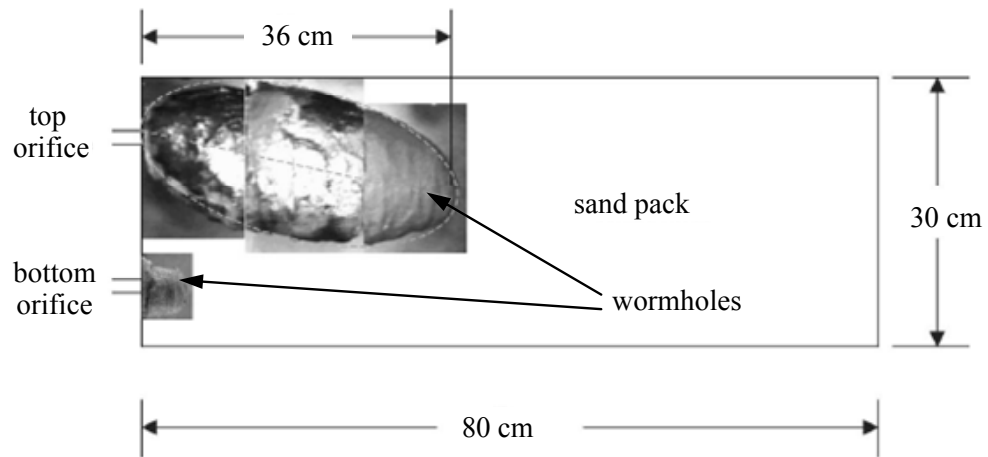 36 cm
top
orifice
sand pack
30 cm
bottom
orifice
wormholes
80 cm